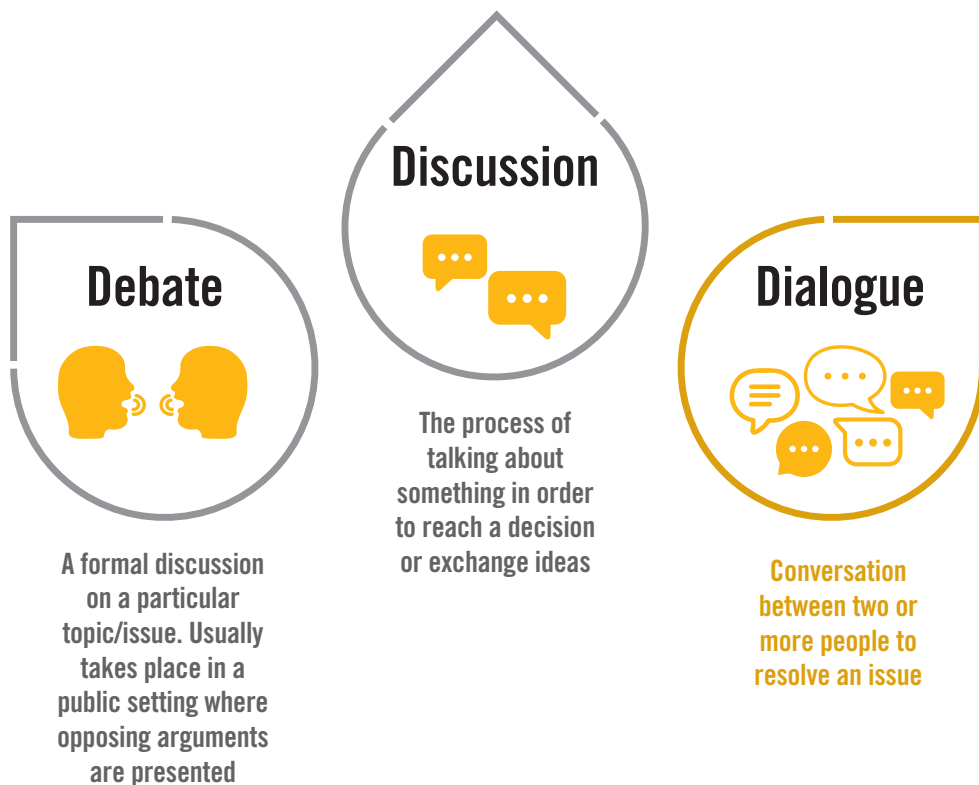 Debate
A formal discussion
on a particular
topic/issue. Usually
takes place in a
public setting where
opposing arguments
are presented
Discussion
The process of
talking about
something in order
to reach a decision
or exchange ideas
Dialogue
Conversation
between two or
more people to
resolve an issue